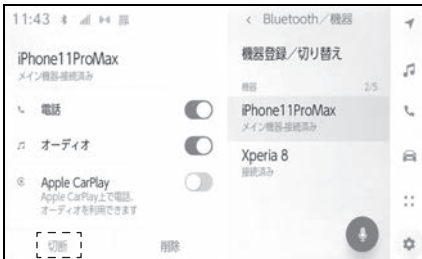 11:43
iPhone11ProMax
メイン機器-接続済み
電話
オーディオ
Apple CarPlay
Apple CarPlay上で電話、
オーディオを利用できます
切断
削除
< Bluetooth/機器
機器登録/切り替え
機器 2/5
iPhone11ProMax
メイン機器-接続済み
Xperia 8
接続済み